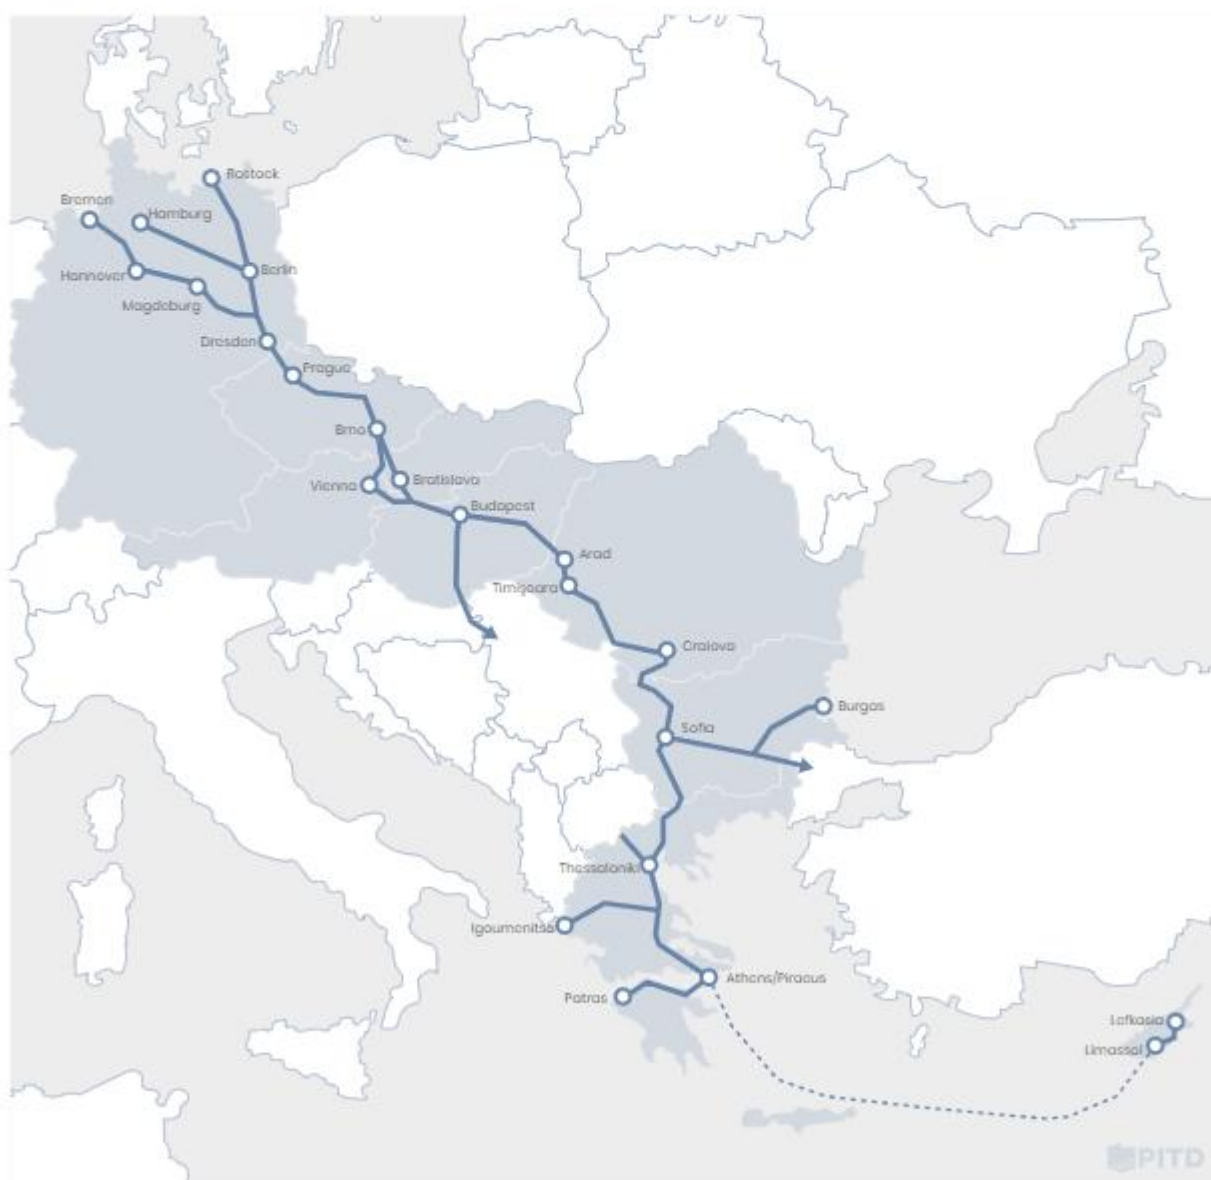 Rostock
Bremen
Hamburg
Hannover
Berlin
Magdeburg
Dresden
Prague
Brno
Bratislava
Vienna
Budapest
Arad
Timişoara
Craiova
Burgas
Sofia
Thessaloniki
Igoumenitsa
Athens/Piraeus
Patras
Lefkosia
Limassol
PITD